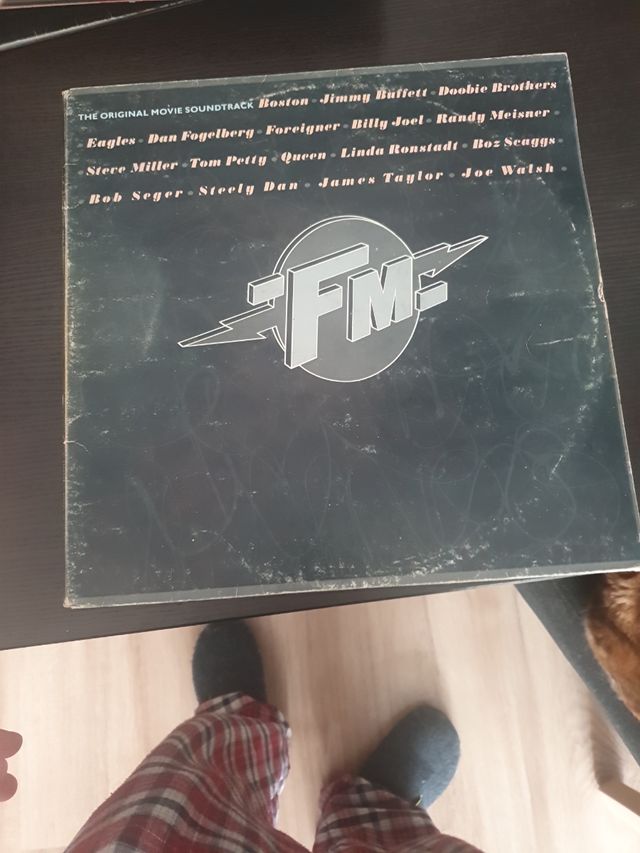 THE ORIGINAL MOVIE SOUNDTRACK Boston • Jimmy Buffett • Doobie Brothers
• Eagles • Dan Fogelberg • Foreigner • Billy Joel • Randy Meisner •
• Steve Miller • Tom Petty • Queen • Linda Ronstadt • Boz Scaggs •
• Bob Seger • Steely Dan • James Taylor • Joe Walsh •
FM